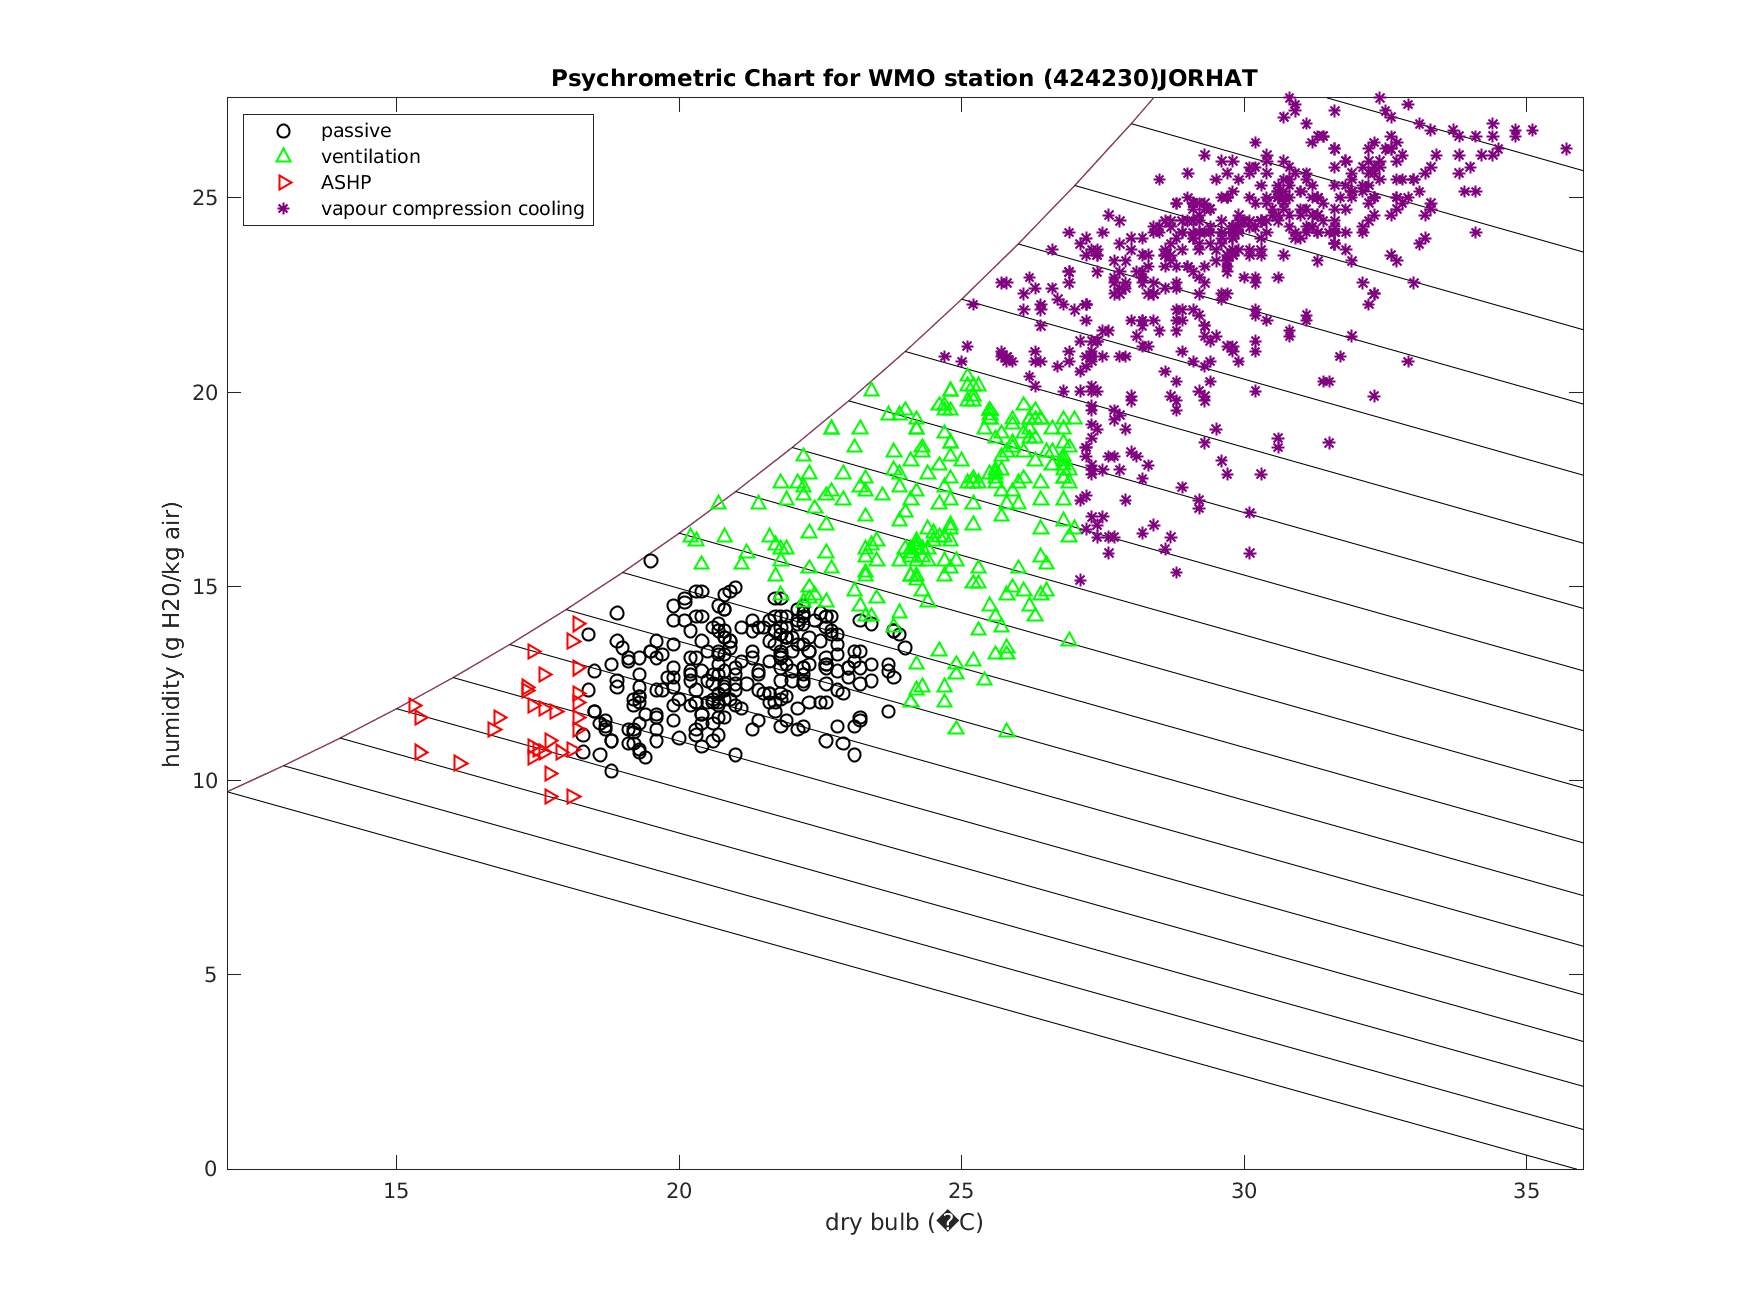 Psychrometric Chart for WMO station (424230)JORHAT
passive
ventilation
ASHP
vapour compression cooling
humidity (g H20/kg air)
25
20
15
10
5
0
15 20 25 30 35
dry bulb (�C)